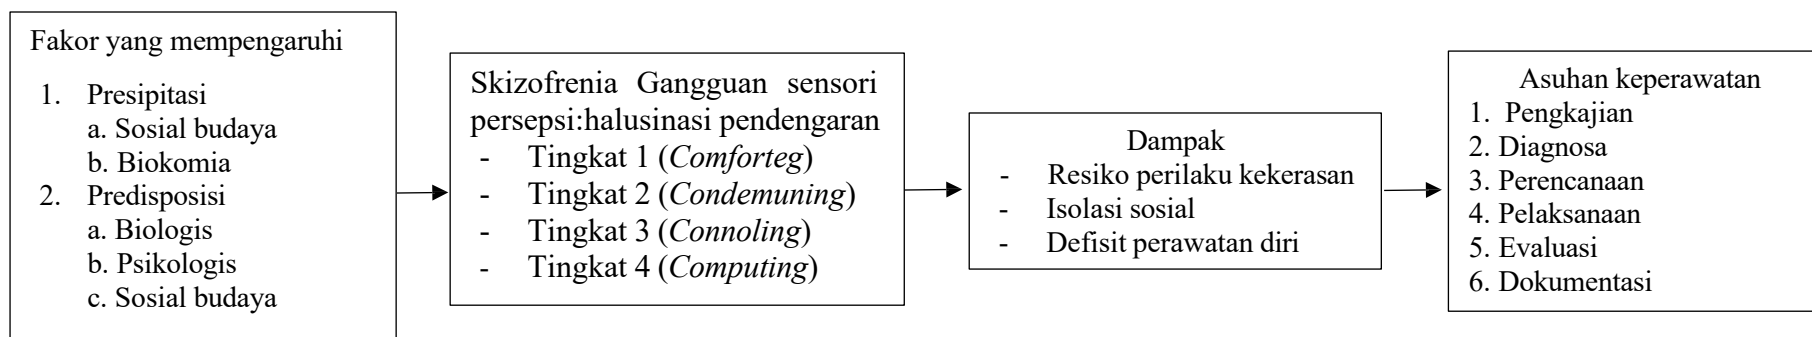 Fakor yang mempengaruhi
1. Presipitasi
a. Sosial budaya
b. Biokomia
2. Predisposisi
a. Biologis
b. Psikologis
c. Sosial budaya
Skizofrenia Gangguan sensori
persepsi:halusinasi pendengaran
- Tingkat 1 (Comforteg)
- Tingkat 2 (Condemuning)
- Tingkat 3 (Connoling)
- Tingkat 4 (Computing)
Dampak
- Resiko perilaku kekerasan
- Isolasi sosial
- Defisit perawatan diri
Asuhan keperawatan
1. Pengkajian
2. Diagnosa
3. Perencanaan
4. Pelaksanaan
5. Evaluasi
6. Dokumentasi